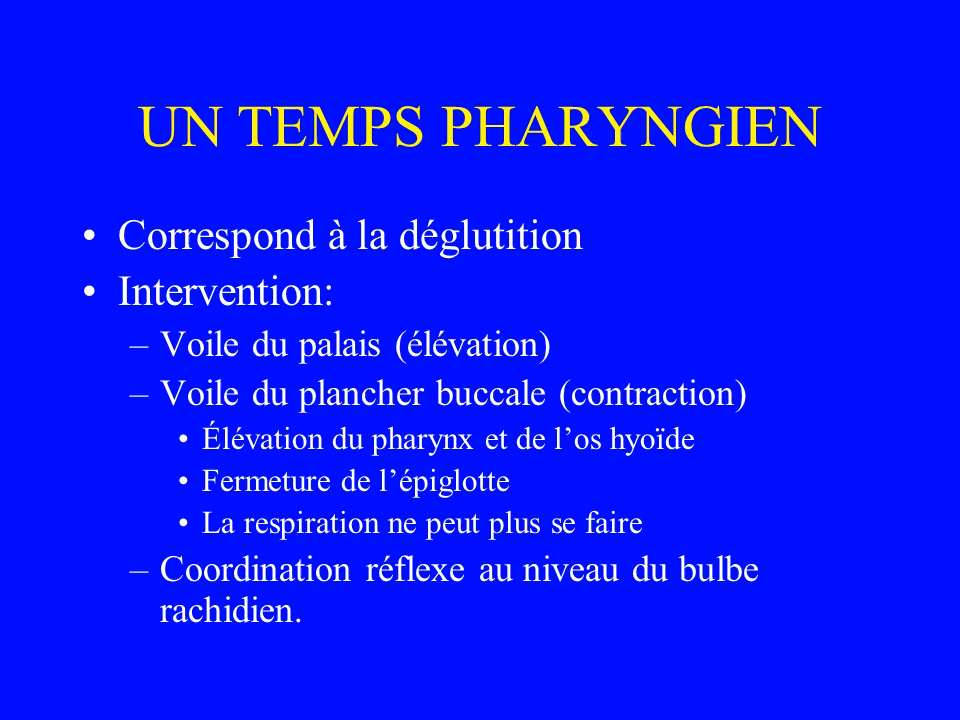 UN TEMPS PHARYNGIEN
• Correspond à la déglutition
• Intervention:
– Voile du palais (élévation)
– Voile du plancher buccale (contraction)
• Élévation du pharynx et de l’os hyoïde
• Fermeture de l’épiglotte
• La respiration ne peut plus se faire
– Coordination réflexe au niveau du bulbe
rachidien.